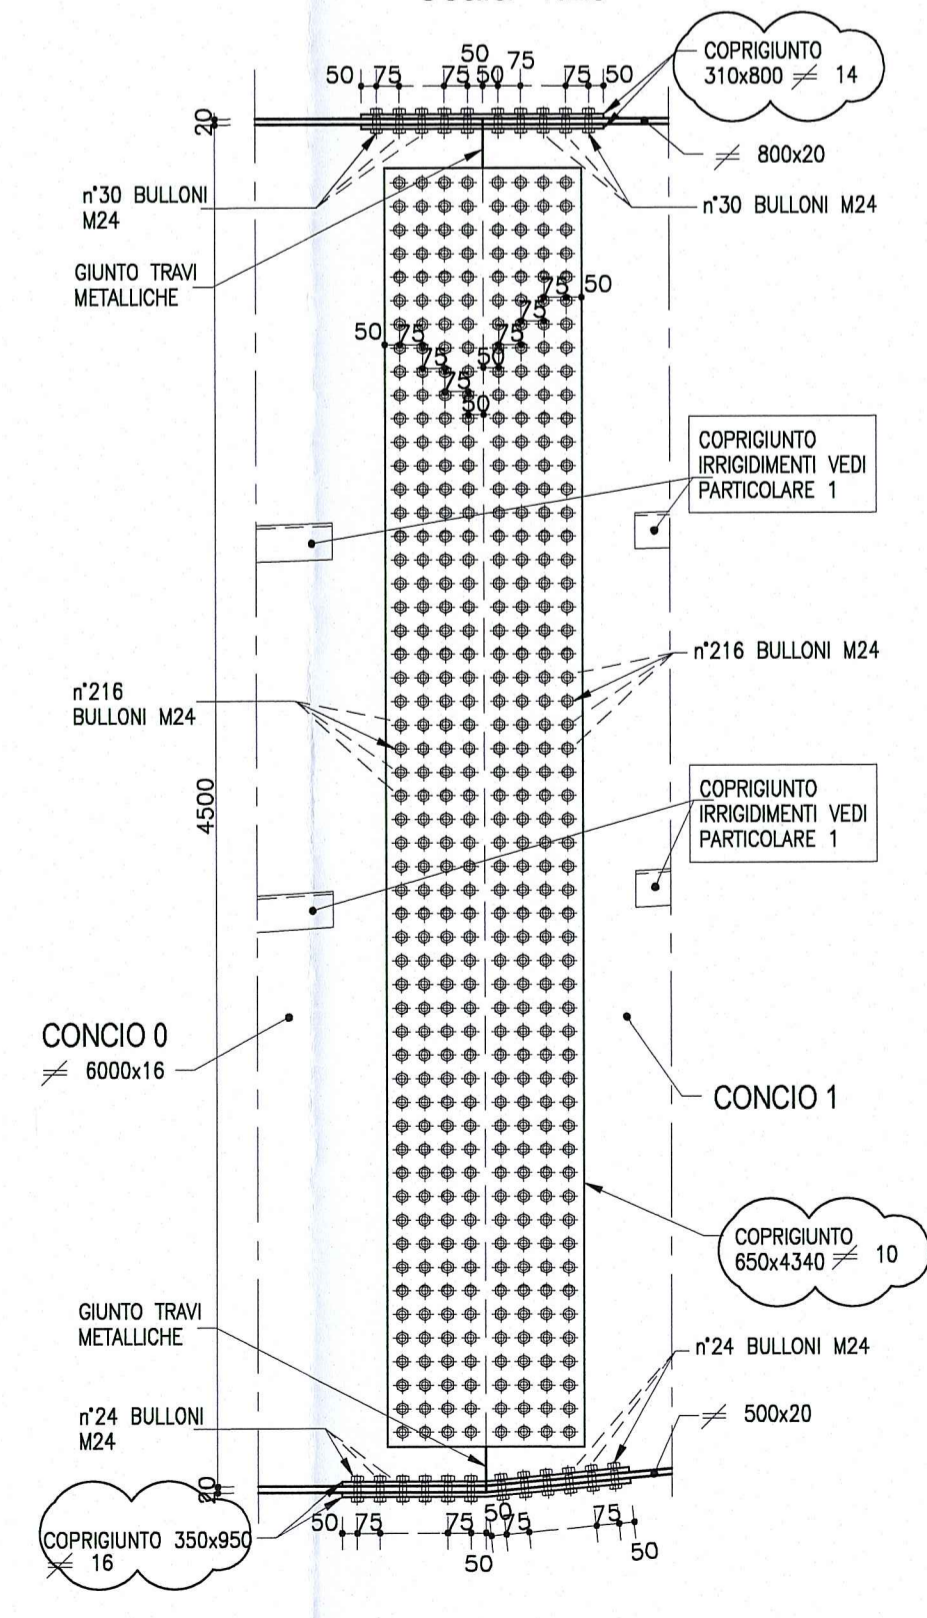 COPRIGIUNTO
310x800 ≠ 14
50 75 75 50 50 75 75 50
20
≠ 800x20
n°30 BULLONI
M24
n°30 BULLONI M24
GIUNTO TRAVI
METALLICHE
75 50
75
50 75 75
75 50
75
50
COPRIGIUNTO
IRRIGIDIMENTI VEDI
PARTICOLARE 1
n°216 BULLONI M24
n°216
BULLONI M24
4500
COPRIGIUNTO
IRRIGIDIMENTI VEDI
PARTICOLARE 1
CONCIO 0
≠ 6000x16
CONCIO 1
COPRIGIUNTO
650x4340 ≠ 10
GIUNTO TRAVI
METALLICHE
n°24 BULLONI M24
n°24 BULLONI
M24
≠ 500x20
20
COPRIGIUNTO 350x950
≠ 16
50 75 75 50 75 75
50 50